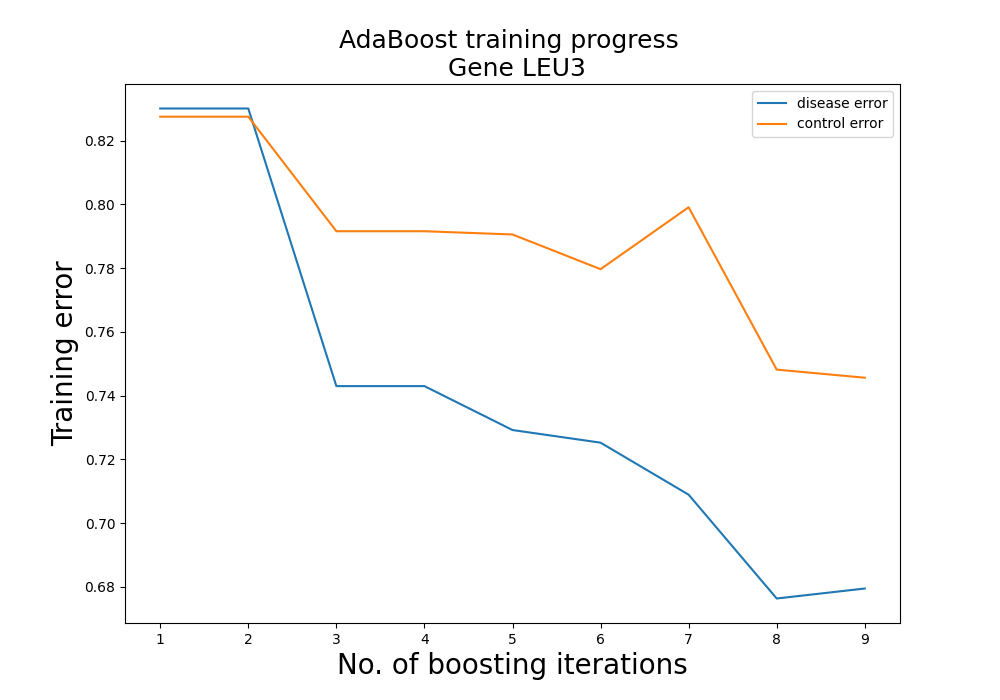 AdaBoost training progress
Gene LEU3
disease error
control error
0.82
0.80
0.78
0.76
0.74
0.72
0.70
0.68
Training error
1 2 3 4 5 6 7 8 9
No. of boosting iterations